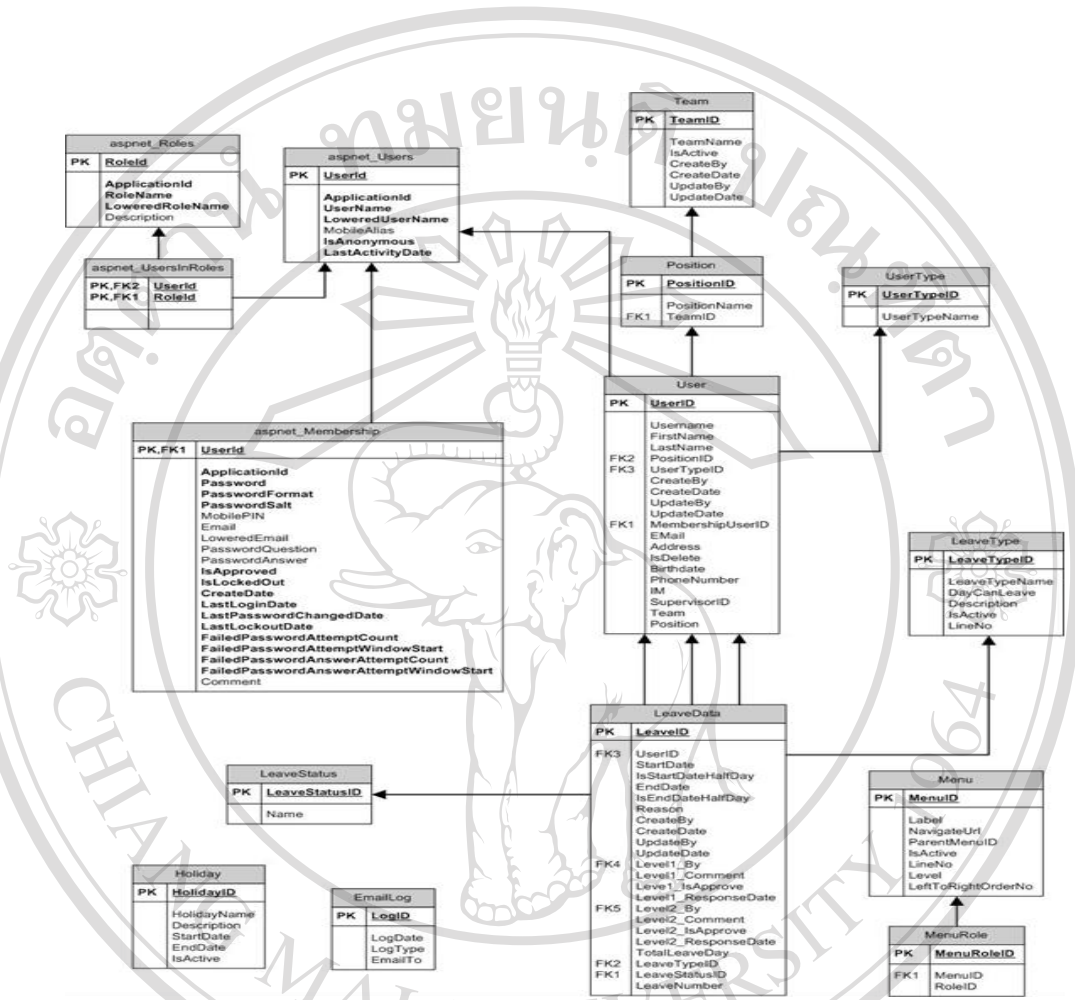 Team
PK TeamID
TeamName
IsActive
CreateBy
CreateDate
UpdateBy
UpdateDate
aspnet_Roles
PK RoleId
ApplicationId
RoleName
LoweredRoleName
Description
aspnet_Users
PK UserId
ApplicationId
UserName
LoweredUserName
MobileAlias
IsAnonymous
LastActivityDate
aspnet_UsersInRoles
PK,FK2 UserId
PK,FK1 RoleId
Position
PK PositionID
PositionName
FK1 TeamID
UserType
PK UserTypeID
UserTypeName
User
PK UserID
Username
FirstName
LastName
FK2 PositionID
FK3 UserTypeID
CreateBy
CreateDate
UpdateBy
UpdateDate
FK1 MembershipUserID
EMail
Address
IsDelete
Birthdate
PhoneNumber
IM
SupervisorID
Team
Position
aspnet_Membership
PK,FK1 UserId
ApplicationId
Password
PasswordFormat
PasswordSalt
MobilePIN
Email
LoweredEmail
PasswordQuestion
PasswordAnswer
IsApproved
IsLockedOut
CreateDate
LastLoginDate
LastPasswordChangedDate
LastLockoutDate
FailedPasswordAttemptCount
FailedPasswordAttemptWindowStart
FailedPasswordAnswerAttemptCount
FailedPasswordAnswerAttemptWindowStart
Comment
LeaveType
PK LeaveTypeID
LeaveTypeName
DayCanLeave
Description
IsActive
LineNo
LeaveData
PK LeaveID
FK3 UserID
StartDate
IsStartDateHalfDay
EndDate
IsEndDateHalfDay
Reason
CreateBy
CreateDate
UpdateBy
UpdateDate
FK4 Level1_By
Level1_Comment
Leve1_IsApprove
Level1_ResponseDate
FK5 Level2_By
Level2_Comment
Level2_IsApprove
Level2_ResponseDate
TotalLeaveDay
FK2 LeaveTypeID
FK1 LeaveStatusID
LeaveNumber
LeaveStatus
PK LeaveStatusID
Name
Menu
PK MenuID
Label
NavigateUrl
ParentMenuID
IsActive
LineNo
Level
LeftToRightOrderNo
Holiday
PK HolidayID
HolidayName
Description
StartDate
EndDate
IsActive
EmailLog
PK LogID
LogDate
LogType
EmailTo
MenuRole
PK MenuRoleID
FK1 MenuID
RoleID